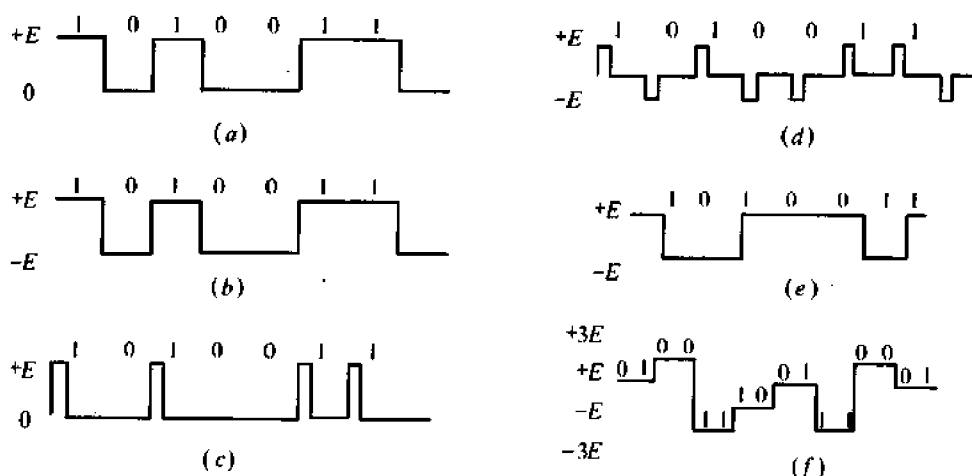 1 0 1 0 0 1 1
+E
0
(a)
1 0 1 0 0 1 1
+E
-E
(b)
1 0 1 0 0 1 1
+E
0
(c)
1 0 1 0 0 1 1
+E
-E
(d)
1 0 1 0 0 1 1
+E
-E
(e)
+3E
+E
-E
-3E
0 1 0 0 1 1 1 0 0 1 1 1 0 0 0 1
(f)